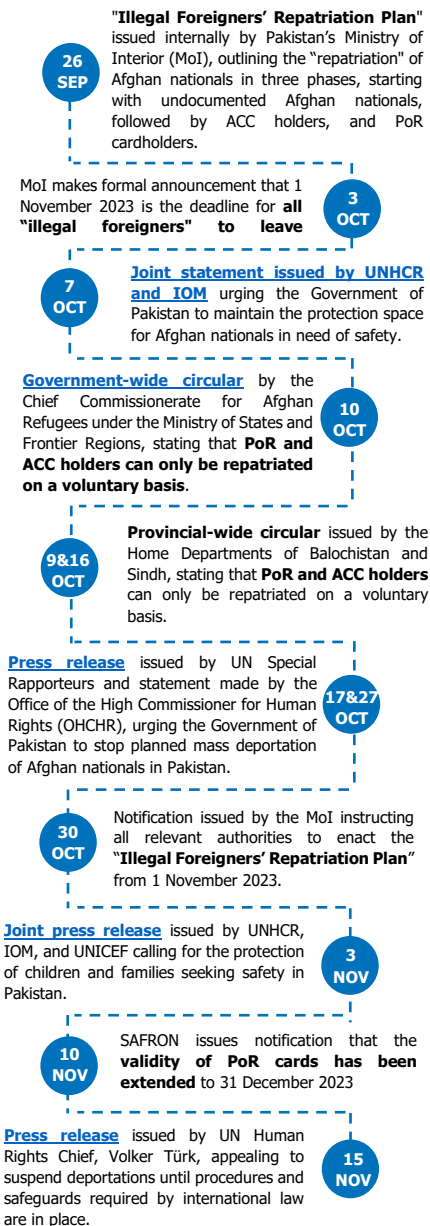 "Illegal Foreigners’ Repatriation Plan"
issued internally by Pakistan’s Ministry of
Interior (MoI), outlining the “repatriation" of
Afghan nationals in three phases, starting
with undocumented Afghan nationals,
followed by ACC holders, and PoR
cardholders.
26
SEP
MoI makes formal announcement that 1
November 2023 is the deadline for all
“illegal foreigners" to leave
3
OCT
7
OCT
Joint statement issued by UNHCR
and IOM urging the Government of
Pakistan to maintain the protection space
for Afghan nationals in need of safety.
Government-wide circular by the
Chief Commissionerate for Afghan
Refugees under the Ministry of States and
Frontier Regions, stating that PoR and
ACC holders can only be repatriated
on a voluntary basis.
10
OCT
9&16
OCT
Provincial-wide circular issued by the
Home Departments of Balochistan and
Sindh, stating that PoR and ACC holders
can only be repatriated on a voluntary
basis.
Press release issued by UN Special
Rapporteurs and statement made by the
Office of the High Commissioner for Human
Rights (OHCHR), urging the Government of
Pakistan to stop planned mass deportation
of Afghan nationals in Pakistan.
17&27
OCT
30
OCT
Notification issued by the MoI instructing
all relevant authorities to enact the
“Illegal Foreigners’ Repatriation Plan”
from 1 November 2023.
Joint press release issued by UNHCR,
IOM, and UNICEF calling for the protection
of children and families seeking safety in
Pakistan.
3
NOV
10
NOV
SAFRON issues notification that the
validity of PoR cards has been
extended to 31 December 2023
Press release issued by UN Human
Rights Chief, Volker Türk, appealing to
suspend deportations until procedures and
safeguards required by international law
are in place.
15
NOV